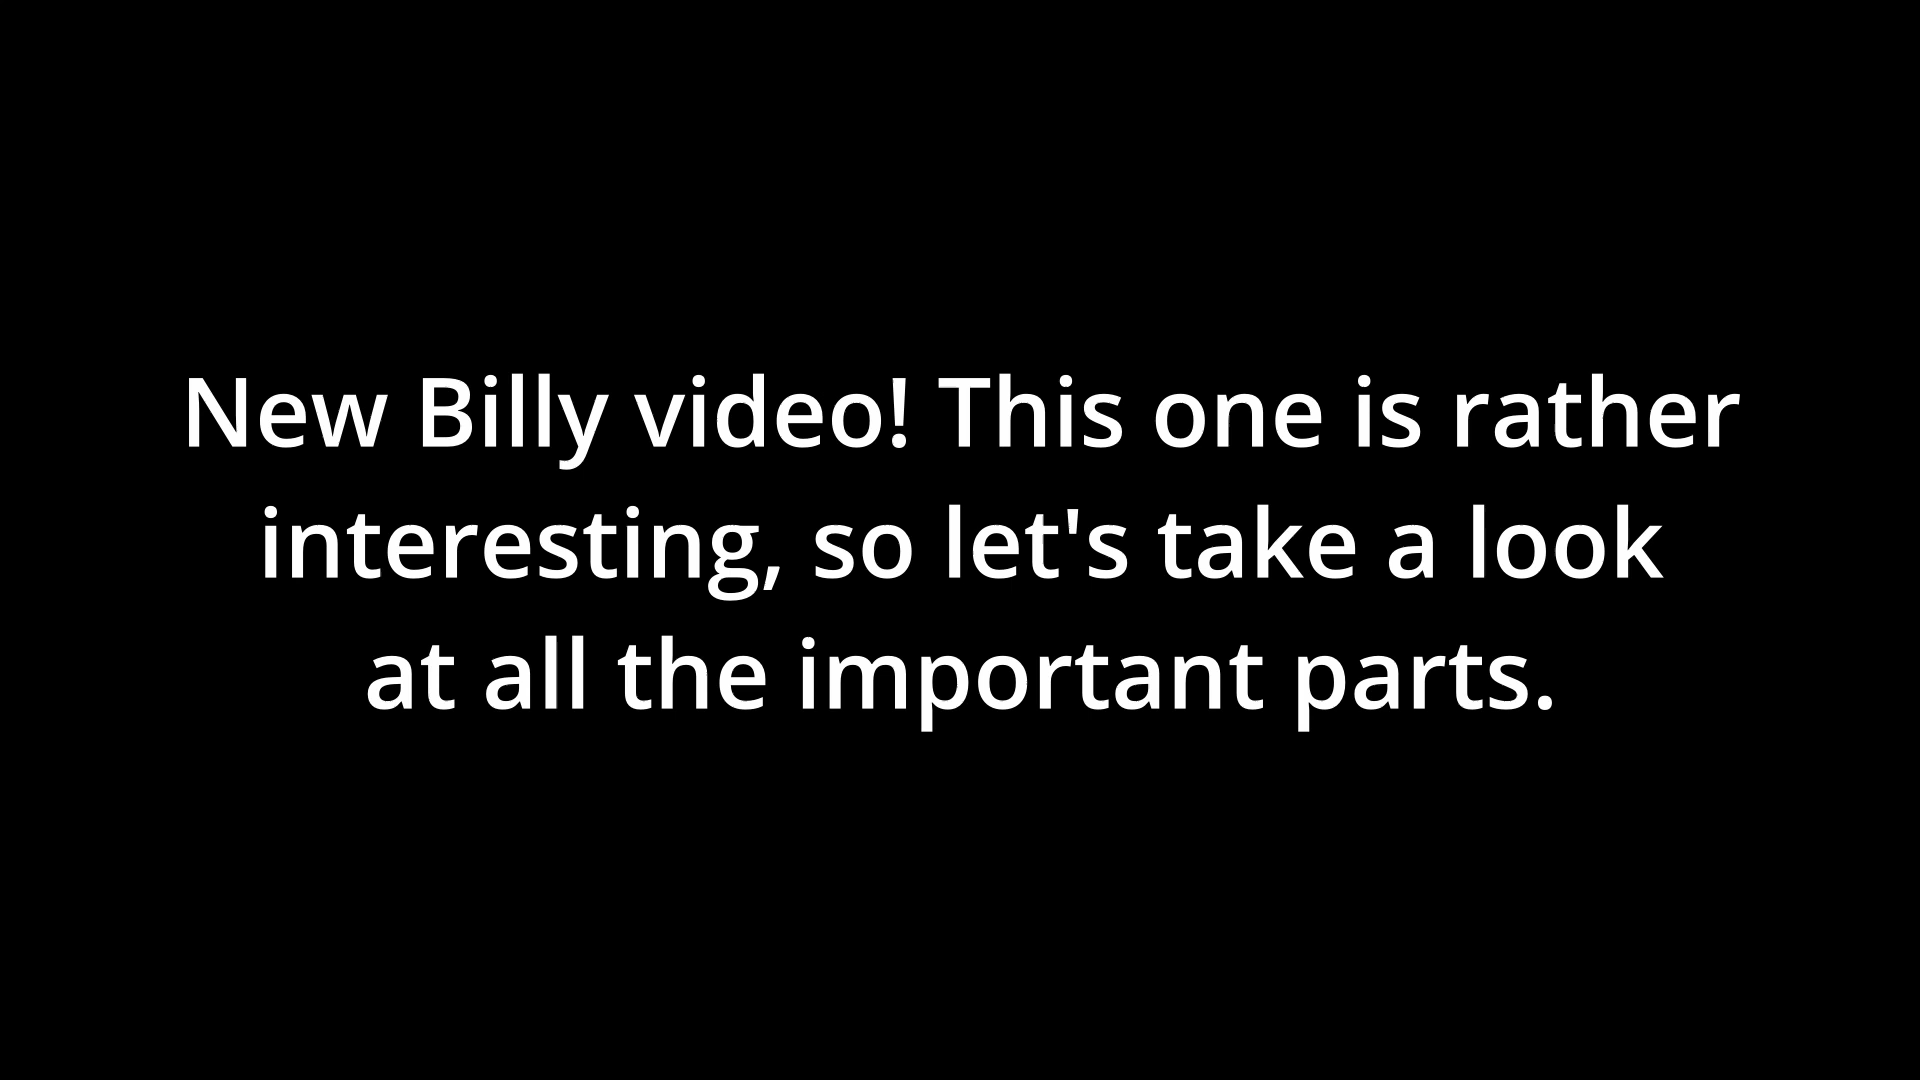 New Billy video! This one is rather
interesting, so let's take a look
at all the important parts.